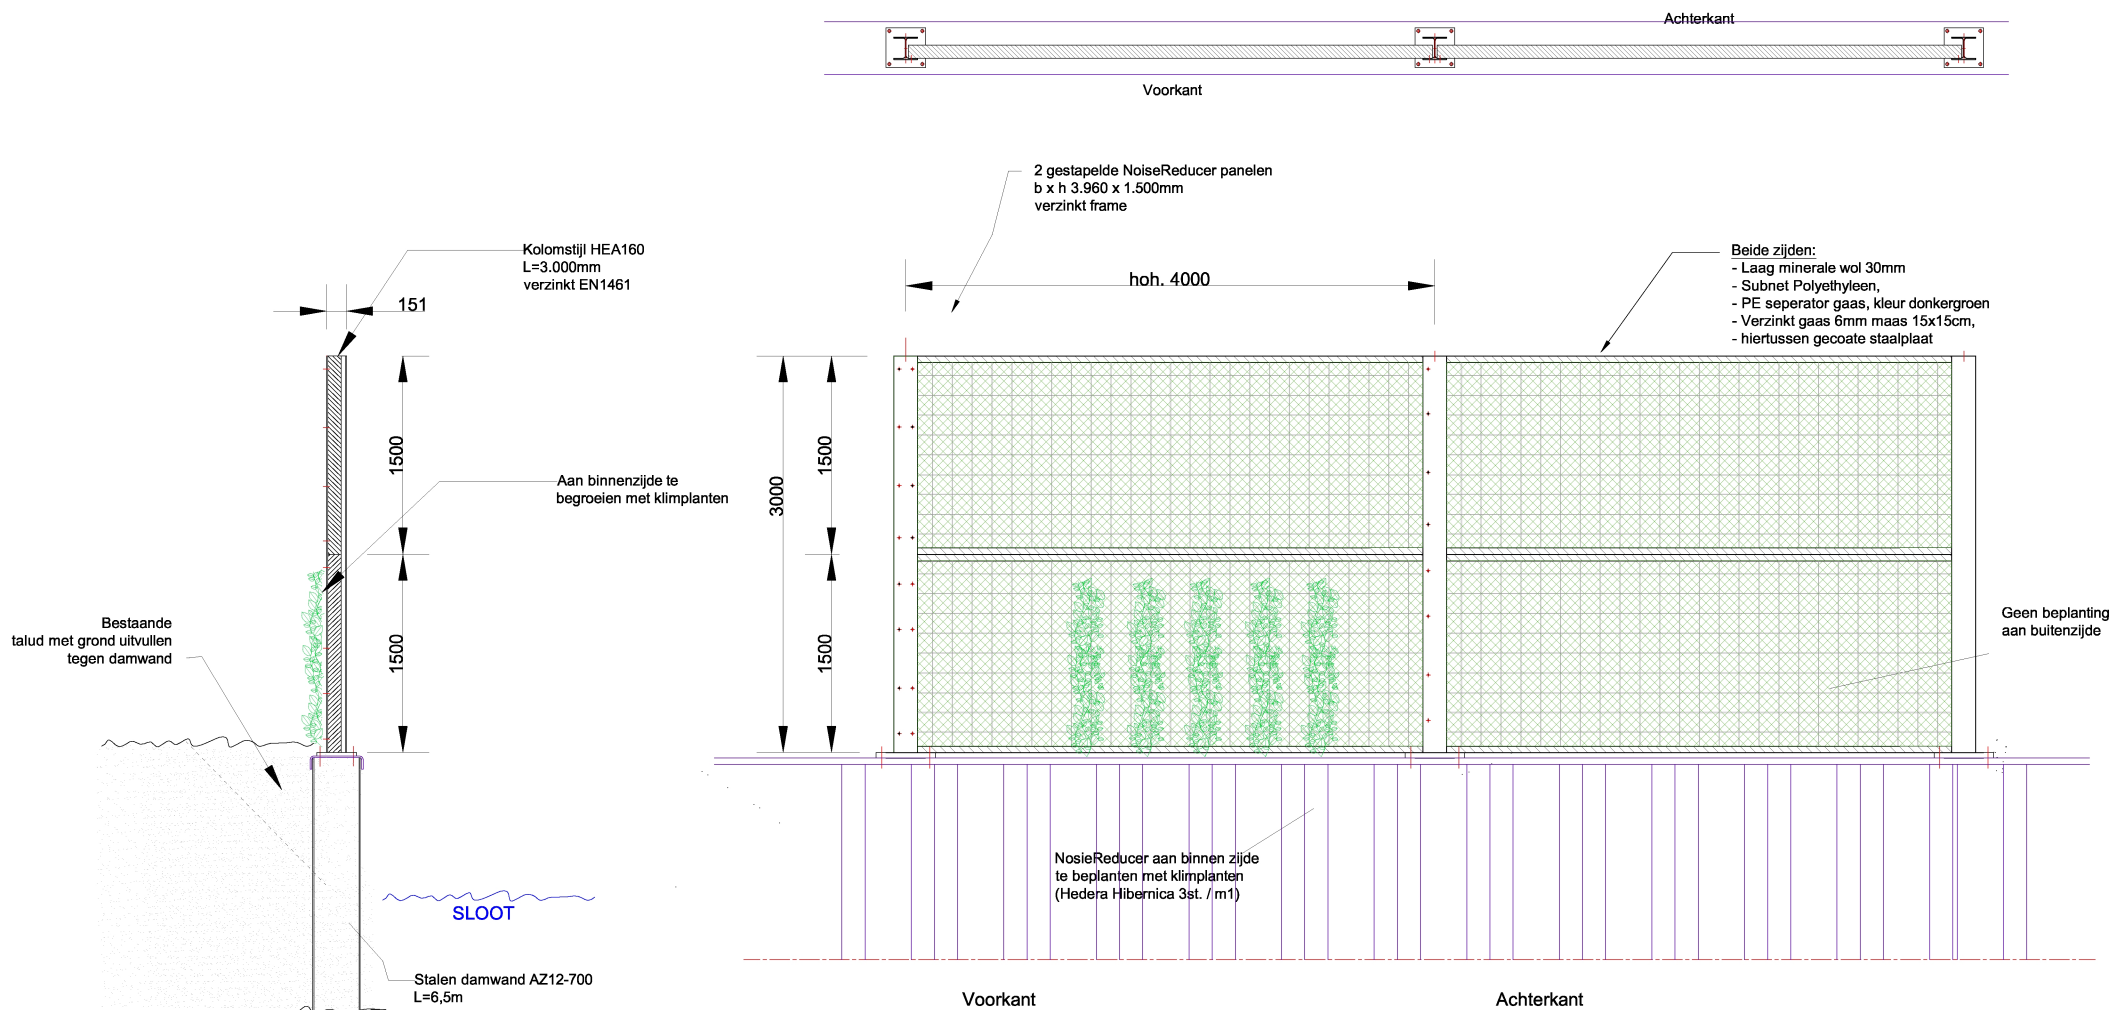 Achterkant
Voorkant
2 gestapelde NoiseReducer panelen
b x h 3.960 x 1.500mm
verzinkt frame
Kolomstijl HEA160
L=3.000mm
verzinkt EN1461
151
hoh. 4000
Beide zijden:
- Laag minerale wol 30mm
- Subnet Polyethyleen,
- PE seperator gaas, kleur donkergroen
- Verzinkt gaas 6mm maas 15x15cm,
- hiertussen gecoate staalplaat
1500
1500
3000
1500
1500
Aan binnenzijde te
begroeien met klimplanten
Bestaande
talud met grond uitvullen
tegen damwand
Geen beplanting
aan buitenzijde
NosieReducer aan binnen zijde
te beplanten met klimplanten
(Hedera Hibernica 3st. / m1)
SLOOT
Stalen damwand AZ12-700
L=6,5m
Voorkant
Achterkant